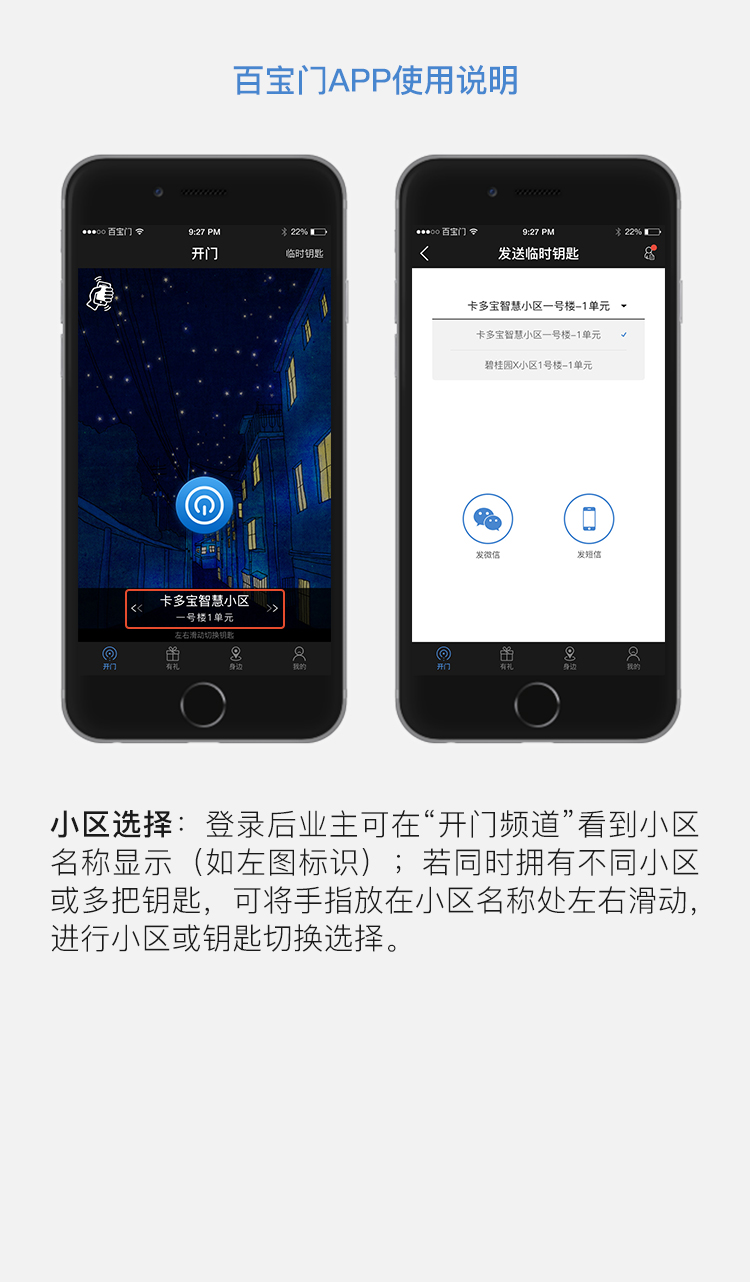 百宝门APP使用说明
●●●○○ 百宝门 9:27 PM 22%
开门 临时钥匙
卡多宝智慧小区
<< >>
一号楼1单元
左右滑动切换钥匙
开门 有礼 身边 我的
●●●○○ 百宝门 9:27 PM 22%
发送临时钥匙
卡多宝智慧小区一号楼-1单元
卡多宝智慧小区一号楼-1单元
碧桂园X小区1号楼-1单元
发微信 发短信
开门 有礼 身边 我的
小区选择：登录后业主可在“开门频道”看到小区
名称显示（如左图标识）；若同时拥有不同小区
或多把钥匙，可将手指放在小区名称处左右滑动，
进行小区或钥匙切换选择。